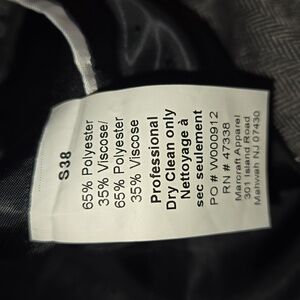 S38
65% Polyester
35% Viscose/
65% Polyester
35% Viscose
Professional
Dry Clean only
Nettoyage à
sec seulement
PO # W000912
RN # 47338
Marcraft Apparel
301 Island Road
Mahwah NJ 07430